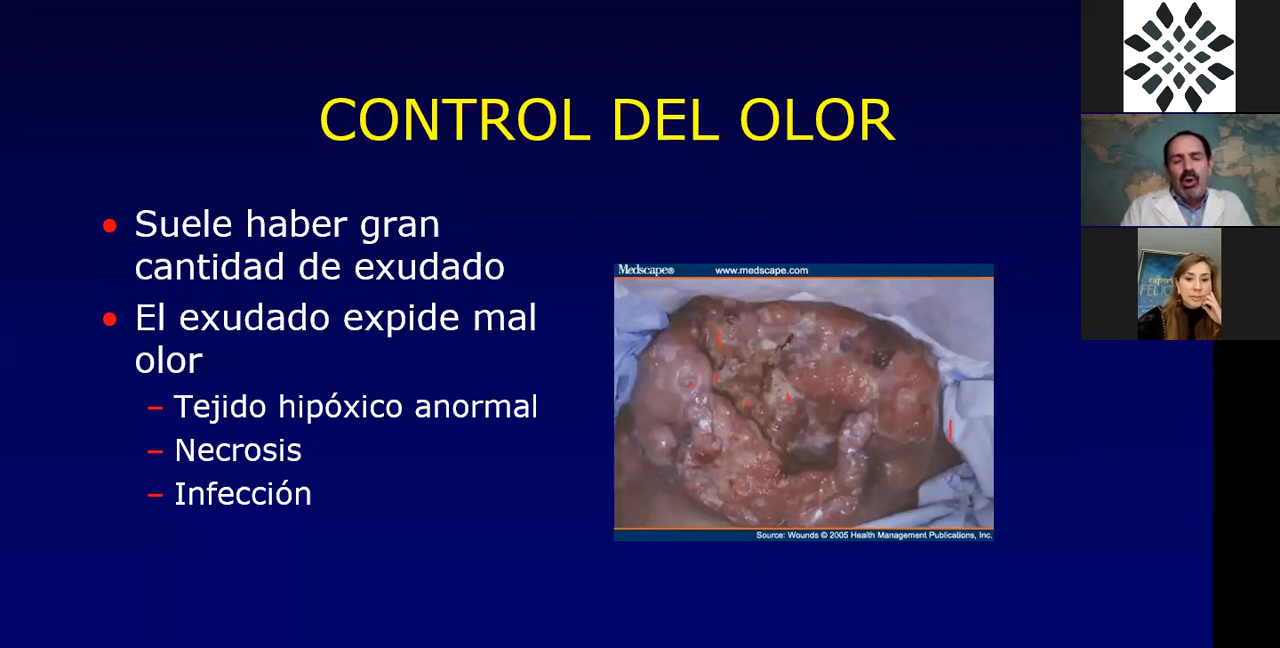 CONTROL DEL OLOR
Suele haber gran
cantidad de exudado
El exudado expide mal
olor
– Tejido hipóxico anormal
– Necrosis
– Infección
Medscape® www.medscape.com
Source: Wounds © 2005 Health Management Publications, Inc.